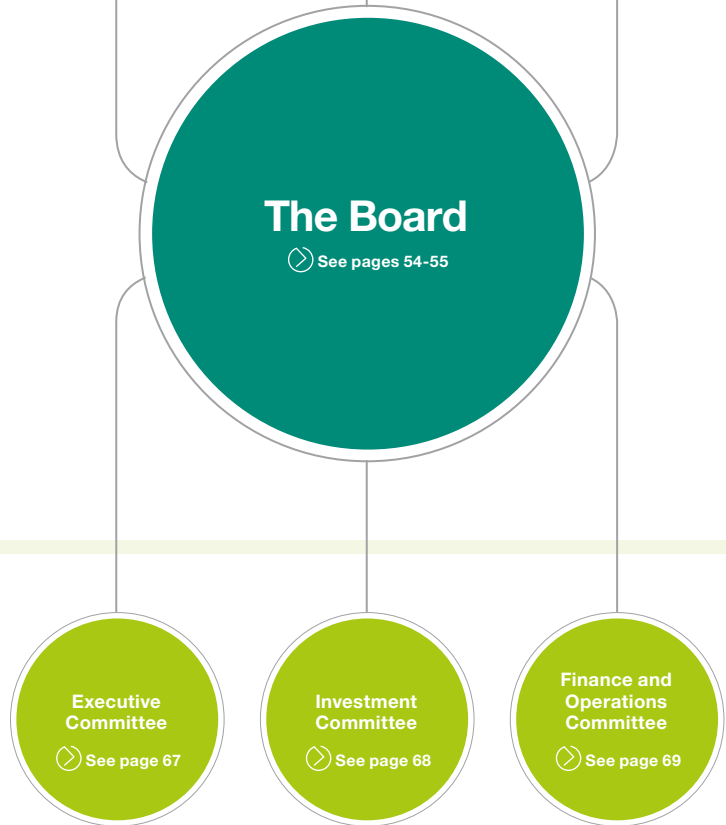 The Board
See pages 54-55
Executive
Committee
See page 67
Investment
Committee
See page 68
Finance and
Operations
Committee
See page 69